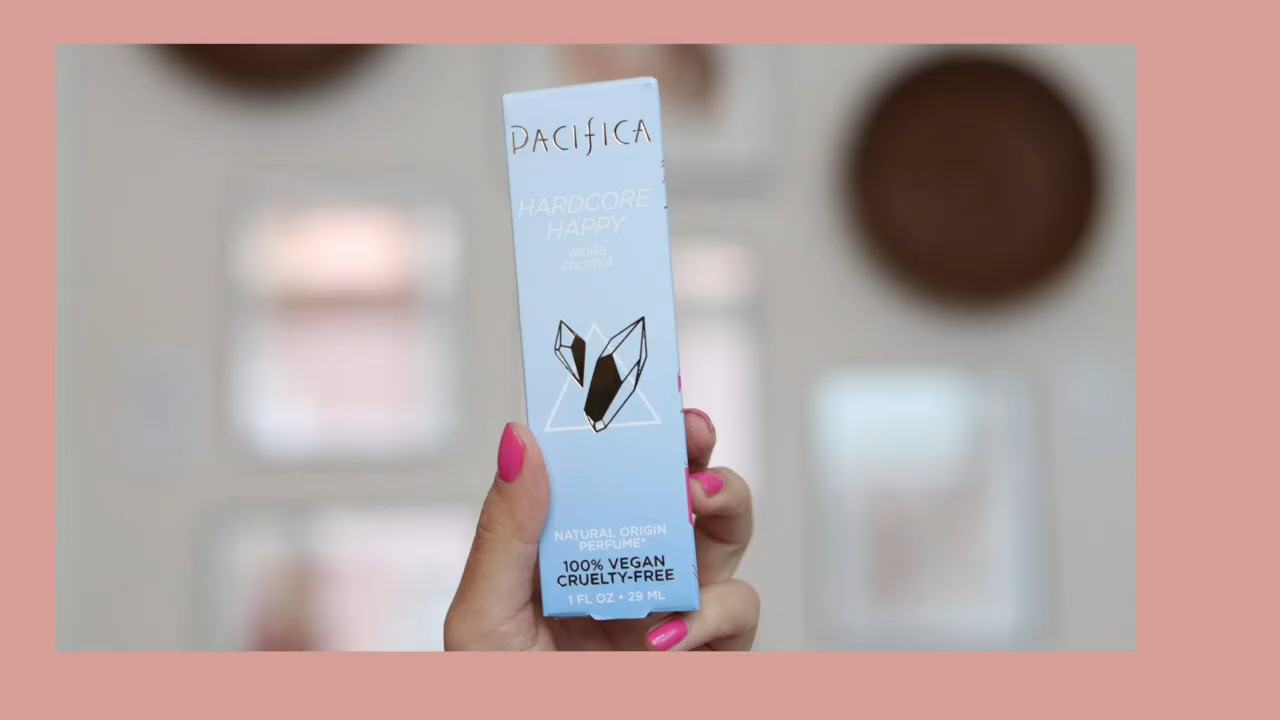 PACIFICA
HARDCORE
HAPPY
vanilla
coconut
NATURAL ORIGIN
PERFUME*
100% VEGAN
CRUELTY-FREE
1 FL OZ • 29 ML